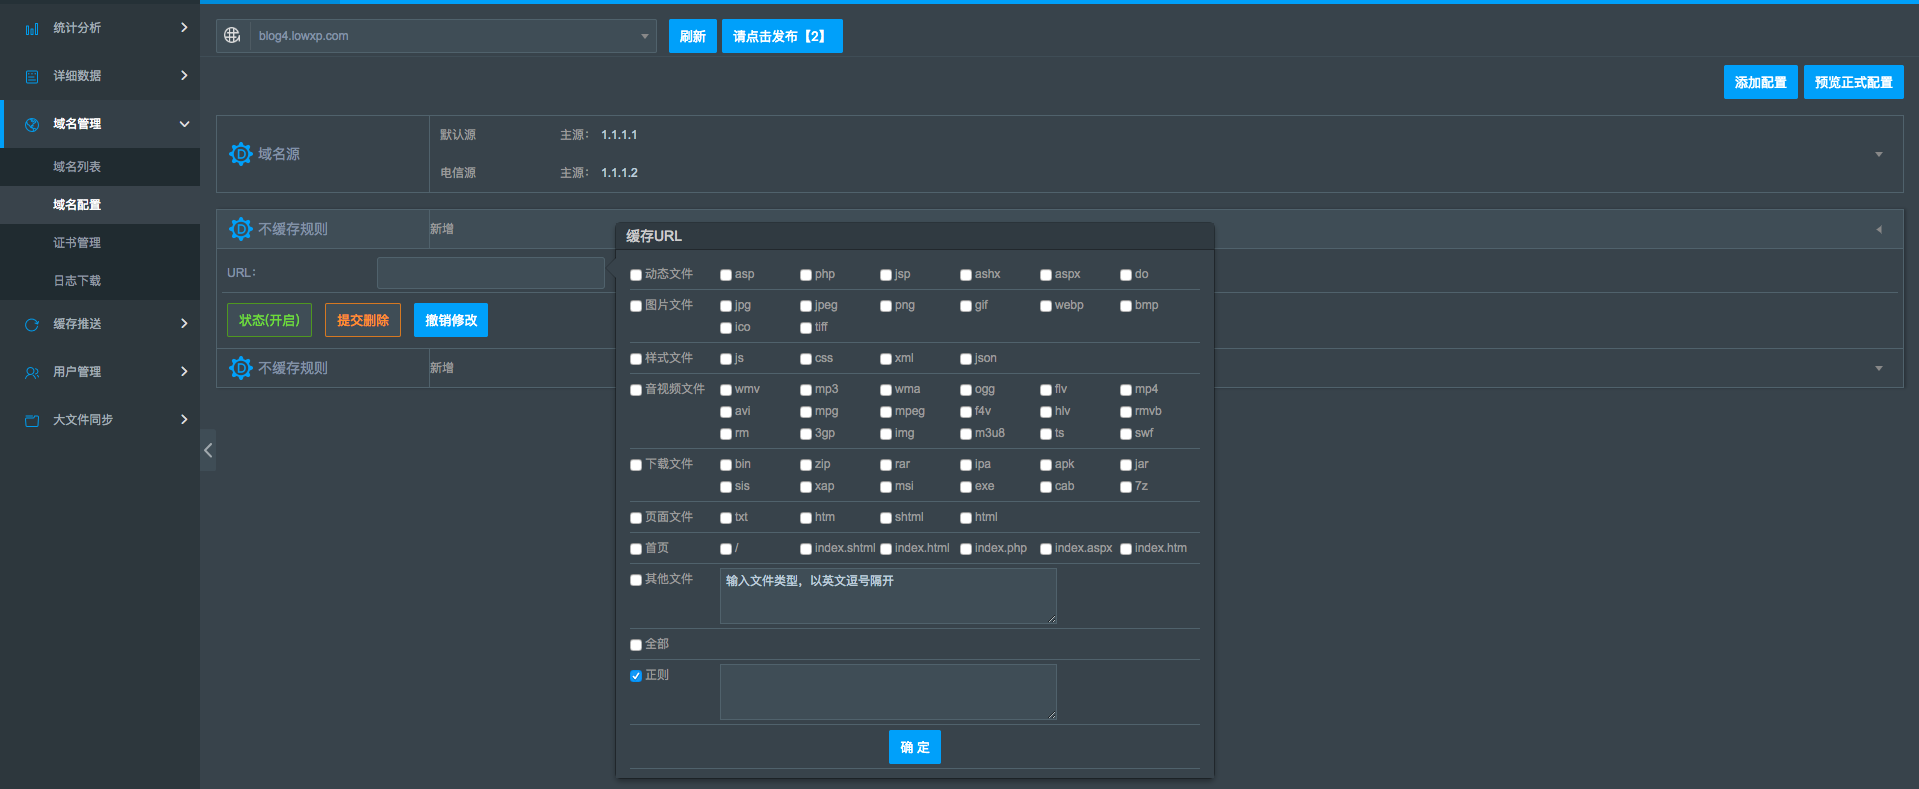 统计分析
详细数据
域名管理
域名列表
域名配置
证书管理
日志下载
缓存推送
用户管理
大文件同步
blog4.lowxp.com
刷新
请点击发布【2】
添加配置
预览正式配置
域名源
默认源 主源： 1.1.1.1
电信源 主源： 1.1.1.2
不缓存规则 新增
URL：
状态(开启) 提交删除 撤销修改
不缓存规则 新增
缓存URL
动态文件 asp php jsp ashx aspx do
图片文件 jpg jpeg png gif webp bmp
ico tiff
样式文件 js css xml json
音视频文件 wmv mp3 wma ogg flv mp4
avi mpg mpeg f4v hlv rmvb
rm 3gp img m3u8 ts swf
下载文件 bin zip rar ipa apk jar
sis xap msi exe cab 7z
页面文件 txt htm shtml html
首页 / index.shtml index.html index.php index.aspx index.htm
其他文件 输入文件类型，以英文逗号隔开
全部
正则
确 定